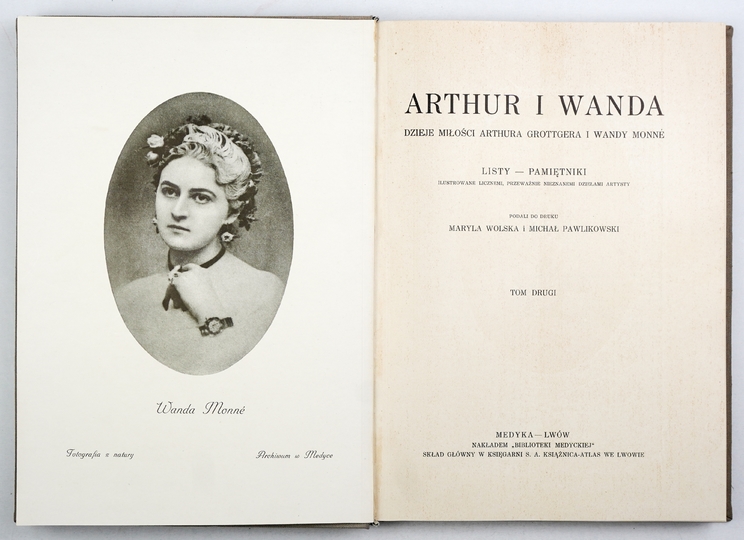 Wanda Monné
Fotografia z natury
Archiwum w Medyce
ARTHUR I WANDA
DZIEJE MIŁOŚCI ARTHURA GROTTGERA I WANDY MONNÉ
LISTY — PAMIĘTNIKI
ILUSTROWANE LICZNEMI, PRZEWAŻNIE NIEZNANEMI DZIEŁAMI ARTYSTY
PODALI DO DRUKU
MARYLA WOLSKA I MICHAŁ PAWLIKOWSKI
TOM DRUGI
MEDYKA — LWÓW
NAKŁADEM „BIBLIOTEKI MEDYCKIEJ"
SKŁAD GŁÓWNY W KSIĘGARNI S. A. KSIĄŻNICA-ATLAS WE LWOWIE